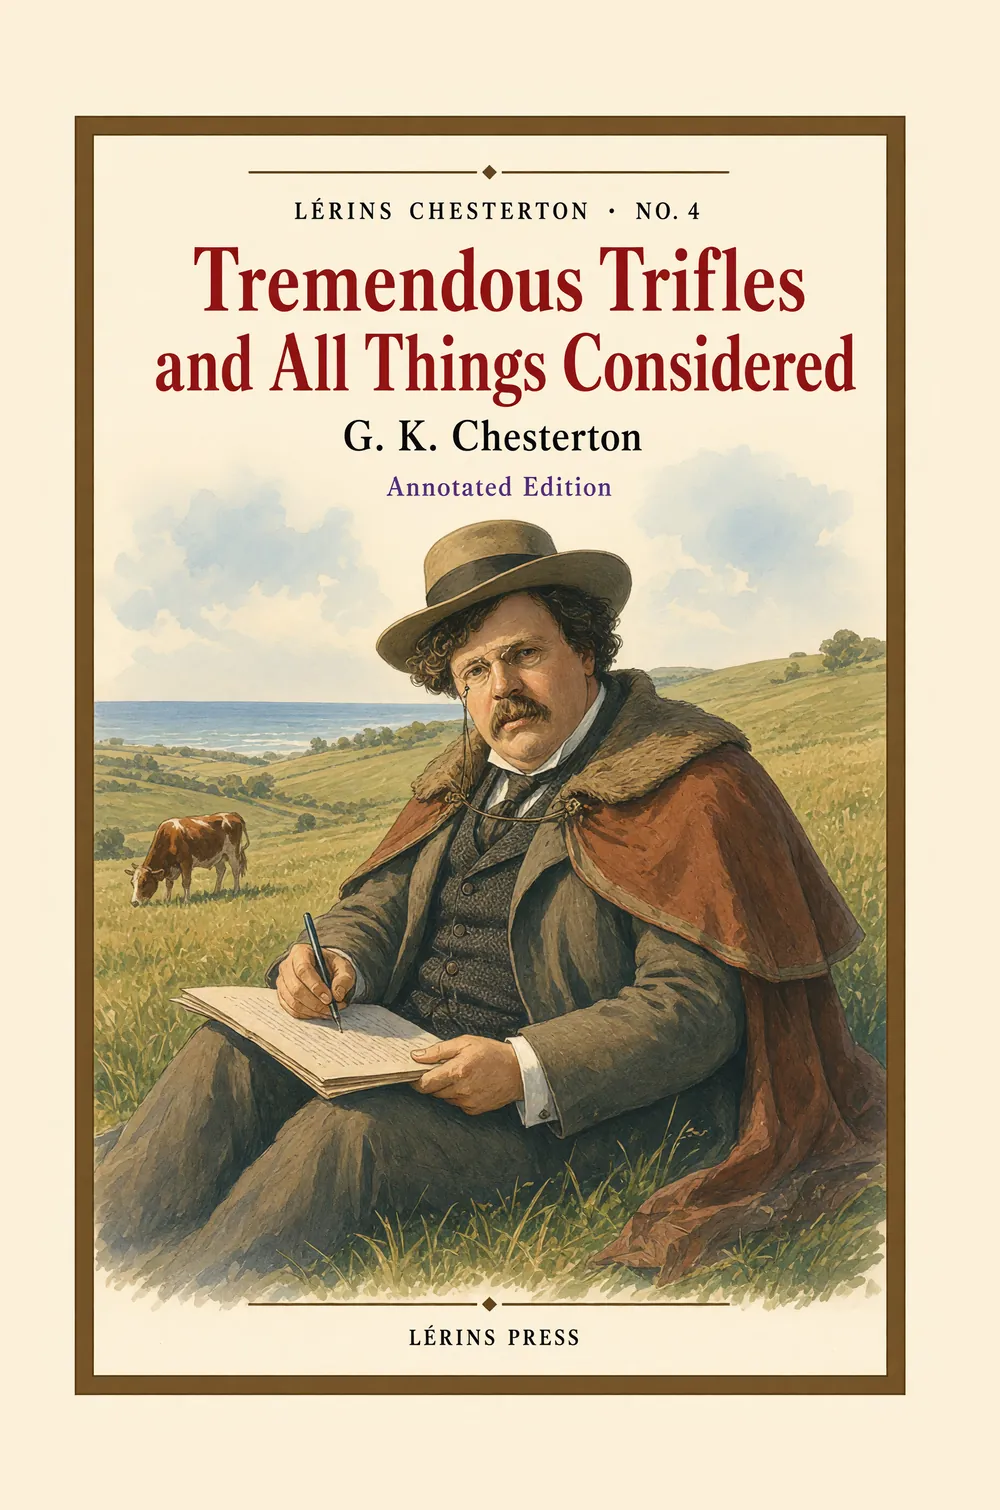 LÉRINS CHESTERTON · NO. 4
Tremendous Trifles
and All Things Considered
G. K. Chesterton
Annotated Edition
LÉRINS PRESS